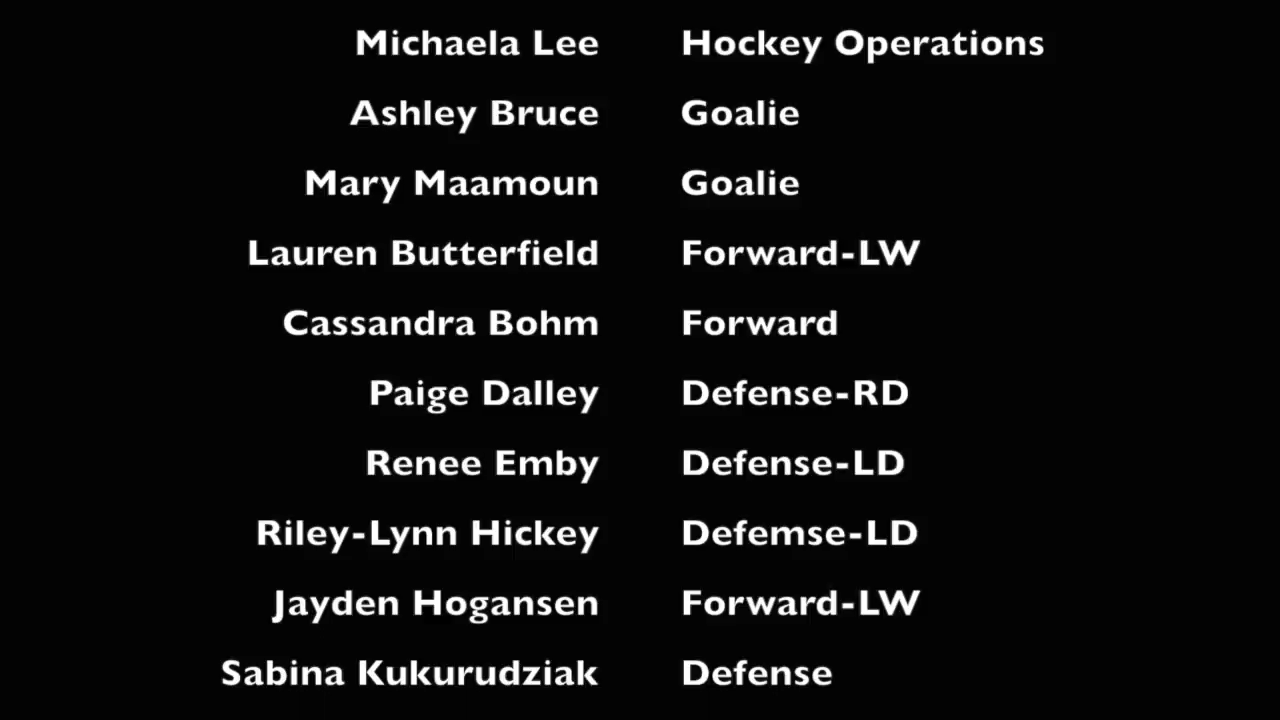 Michaela Lee Hockey Operations
Ashley Bruce Goalie
Mary Maamoun Goalie
Lauren Butterfield Forward-LW
Cassandra Bohm Forward
Paige Dalley Defense-RD
Renee Emby Defense-LD
Riley-Lynn Hickey Defemse-LD
Jayden Hogansen Forward-LW
Sabina Kukurudziak Defense